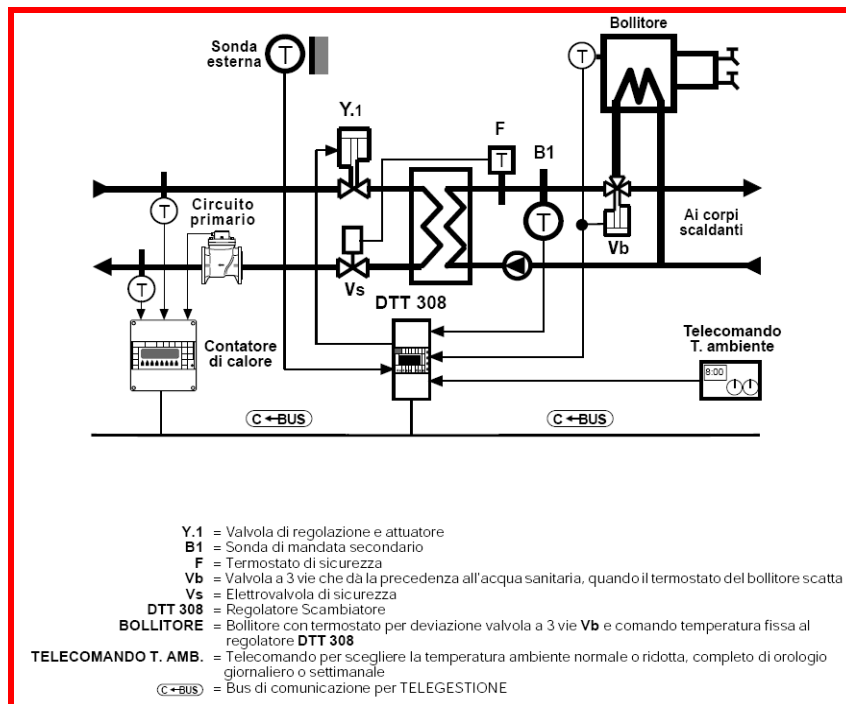 Bollitore
Sonda
esterna
T
T
Y.1
F
B1
T
Circuito
primario
T
T
Ai corpi
scaldanti
Vb
Vs
T
DTT 308
Contatore
di calore
Telecomando
T. ambiente
8:00
C BUS
C BUS
Y.1 = Valvola di regolazione e attuatore
B1 = Sonda di mandata secondario
F = Termostato di sicurezza
Vb = Valvola a 3 vie che dà la precedenza all'acqua sanitaria, quando il termostato del bollitore scatta
Vs = Elettrovalvola di sicurezza
DTT 308 = Regolatore Scambiatore
BOLLITORE = Bollitore con termostato per deviazione valvola a 3 vie Vb e comando temperatura fissa al
regolatore DTT 308
TELECOMANDO T. AMB. = Telecomando per scegliere la temperatura ambiente normale o ridotta, completo di orologio
giornaliero o settimanale
C BUS = Bus di comunicazione per TELEGESTIONE